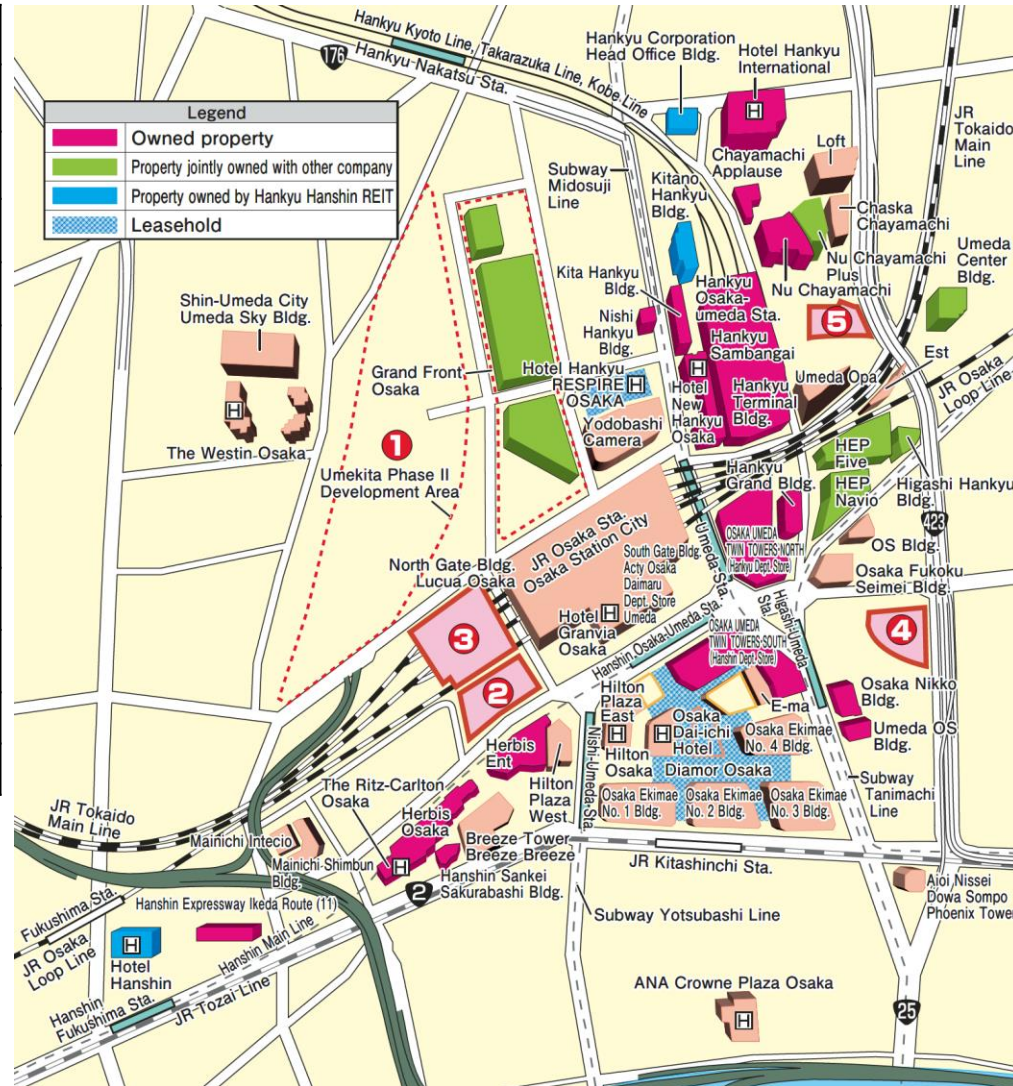 Legend
Owned property
Property jointly owned with other company
Property owned by Hankyu Hanshin REIT
Leasehold
176
Hankyu Kyoto Line, Takarazuka Line, Kobe Line
Hankyu Nakatsu Sta.
Hankyu Corporation
Head Office Bldg.
Hotel Hankyu
International
H
JR
Tokaido
Main
Line
Subway
Midosuji
Line
Kitano
Hankyu
Bldg.
Chayamachi
Applause
Loft
Chaska
Chayamachi
Nu Chayamachi
Plus
Nu Chayamachi
Umeda
Center
Bldg.
Kita Hankyu
Bldg.
Nishi
Hankyu
Bldg.
Hankyu
Osaka-
umeda Sta.
Hankyu
Sambangai
5
Shin-Umeda City
Umeda Sky Bldg.
H
The Westin Osaka
Grand Front
Osaka
Hotel Hankyu
RESPIRE
OSAKA
H
Yodobashi
Camera
H
Hotel
New
Hankyu
Osaka
Hankyu
Terminal
Bldg.
Umeda Opa
Est
JR Osaka
Loop Line
1
Umekita Phase II
Development Area
HEP
Five
HEP
Navio
Higashi Hankyu
Bldg.
Hankyu
Grand Bldg.
423
Umeda Sta.
OSAKA UMEDA
TWIN TOWERS-NORTH
(Hankyu Dept. Store)
OS Bldg.
Osaka Fukoku
Seimei Bldg.
JR Osaka Sta.
Osaka Station City
North Gate Bldg.
Lucua Osaka
South Gate Bldg.
Acty Osaka
Daimaru
Dept. Store
Umeda
Hotel
Granvia
Osaka
H
Hanshin Osaka-Umeda Sta.
Higashi-Umeda
Sta.
OSAKA UMEDA
TWIN TOWERS-SOUTH
(Hanshin Dept. Store)
3
2
4
Hilton
Plaza
East
H
Hilton
Osaka
H
Osaka
Dai-ichi
Hotel
E-ma
Osaka Ekimae
No. 4 Bldg.
Osaka Nikko
Bldg.
Umeda OS
Bldg.
Herbis
Ent
Hilton
Plaza
West
Nishi-Umeda Sta.
Diamor Osaka
Osaka Ekimae
No. 1 Bldg.
Osaka Ekimae
No. 2 Bldg.
Osaka Ekimae
No. 3 Bldg.
Subway
Tanimachi
Line
The Ritz-Carlton
Osaka
H
Herbis
Osaka
JR Tokaido
Main Line
Mainichi Intecio
Mainichi Shimbun
Bldg.
Breeze Tower
Breeze Breeze
Hanshin Sankei
Sakurabashi Bldg.
2
JR Kitashinchi Sta.
Aioi Nissei
Dowa Sompo
Phoenix Tower
Subway Yotsubashi Line
Fukushima Sta.
JR Osaka
Loop Line
Hanshin Expressway Ikeda Route (11)
H
Hotel
Hanshin
Hanshin Main Line
Hanshin
Fukushima Sta.
JR Tozai Line
ANA Crowne Plaza Osaka
H
25